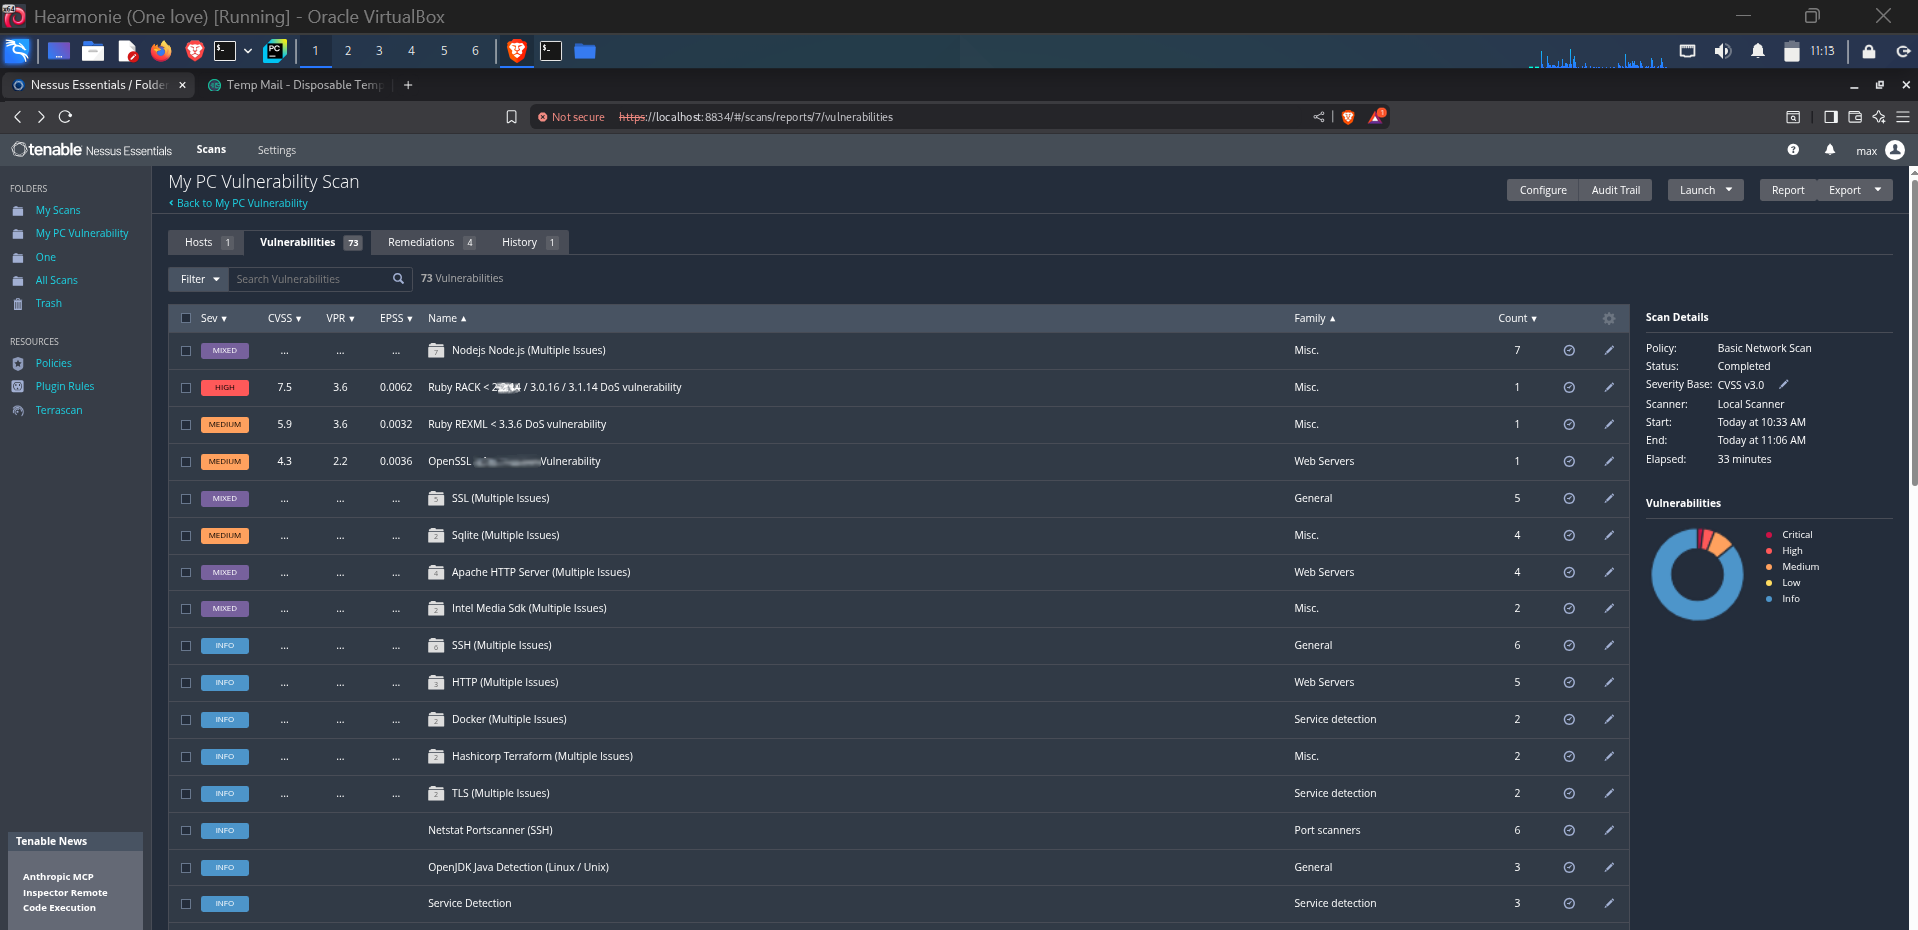 Hearmonie (One love) [Running] - Oracle VirtualBox
1 2 3 4 5 6 11:13
Nessus Essentials / Folde Temp Mail - Disposable Temp
Not secure https://localhost:8834/#/scans/reports/7/vulnerabilities
tenable Nessus Essentials Scans Settings max
FOLDERS
My Scans
My PC Vulnerability
One
All Scans
Trash
RESOURCES
Policies
Plugin Rules
Terrascan
Tenable News
Anthropic MCP
Inspector Remote
Code Execution
My PC Vulnerability Scan
Back to My PC Vulnerability
Configure Audit Trail Launch Report Export
Hosts 1 Vulnerabilities 73 Remediations 4 History 1
Filter Search Vulnerabilities 73 Vulnerabilities
Sev CVSS VPR EPSS Name Family Count
MIXED ... ... ... 7 Nodejs Node.js (Multiple Issues) Misc. 7
HIGH 7.5 3.6 0.0062 Ruby RACK < / 3.0.16 / 3.1.14 DoS vulnerability Misc. 1
MEDIUM 5.9 3.6 0.0032 Ruby REXML < 3.3.6 DoS vulnerability Misc. 1
MEDIUM 4.3 2.2 0.0036 OpenSSL Vulnerability Web Servers 1
MIXED ... ... ... 5 SSL (Multiple Issues) General 5
MEDIUM ... ... ... 2 Sqlite (Multiple Issues) Misc. 4
MIXED ... ... ... 4 Apache HTTP Server (Multiple Issues) Web Servers 4
MIXED ... ... ... 2 Intel Media Sdk (Multiple Issues) Misc. 2
INFO ... ... ... 6 SSH (Multiple Issues) General 6
INFO ... ... ... 3 HTTP (Multiple Issues) Web Servers 5
INFO ... ... ... 2 Docker (Multiple Issues) Service detection 2
INFO ... ... ... 2 Hashicorp Terraform (Multiple Issues) Misc. 2
INFO ... ... ... 2 TLS (Multiple Issues) Service detection 2
INFO Netstat Portscanner (SSH) Port scanners 6
INFO OpenJDK Java Detection (Linux / Unix) General 3
INFO Service Detection Service detection 3
Scan Details
Policy: Basic Network Scan
Status: Completed
Severity Base: CVSS v3.0
Scanner: Local Scanner
Start: Today at 10:33 AM
End: Today at 11:06 AM
Elapsed: 33 minutes
Vulnerabilities
Critical
High
Medium
Low
Info